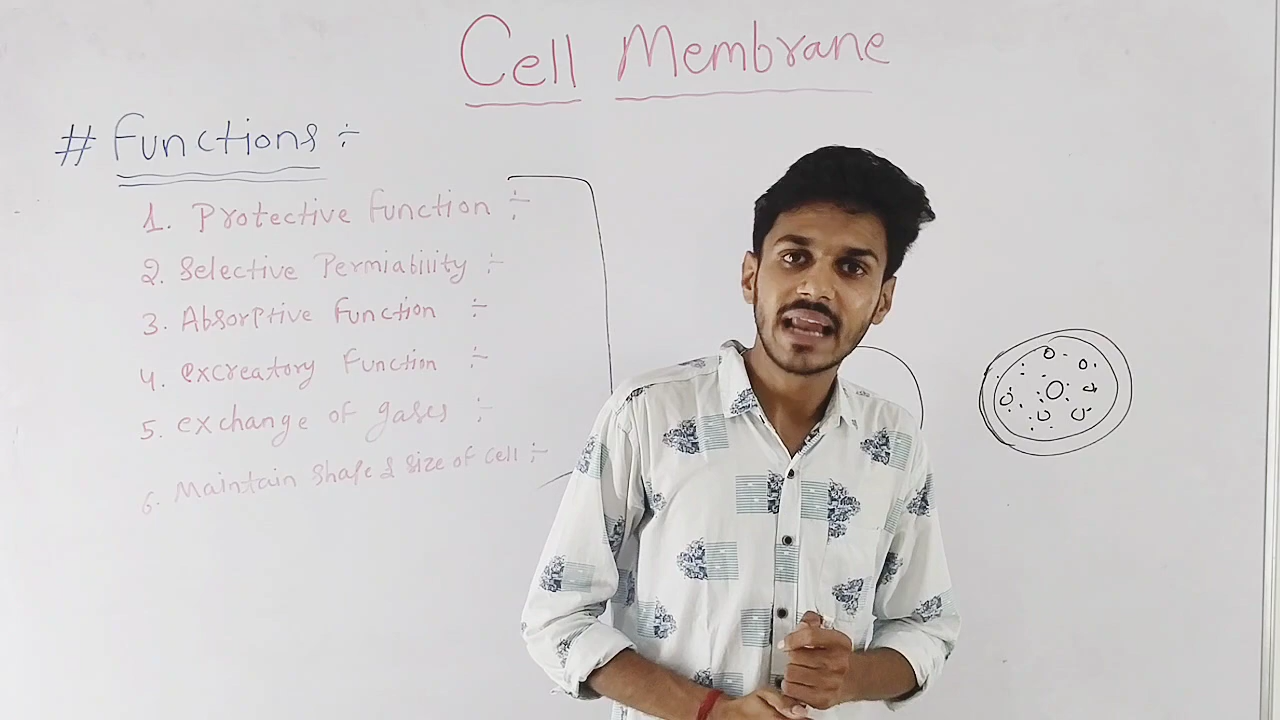 Cell Membrane
# Functions ÷
1. Protective function ÷
2. Selective Permiability ÷
3. Absorptive function ÷
4. excreatory Function ÷
5. exchange of gases ÷
6. Maintain shape & size of cell ÷